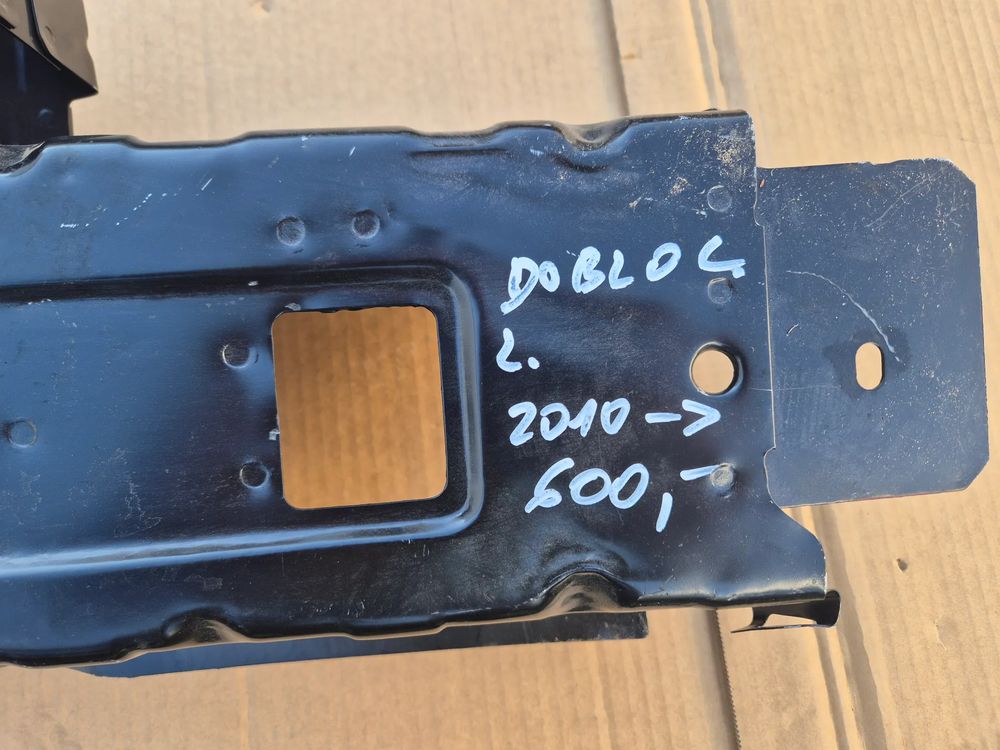 DOBLO L
L.
2010->
600,-